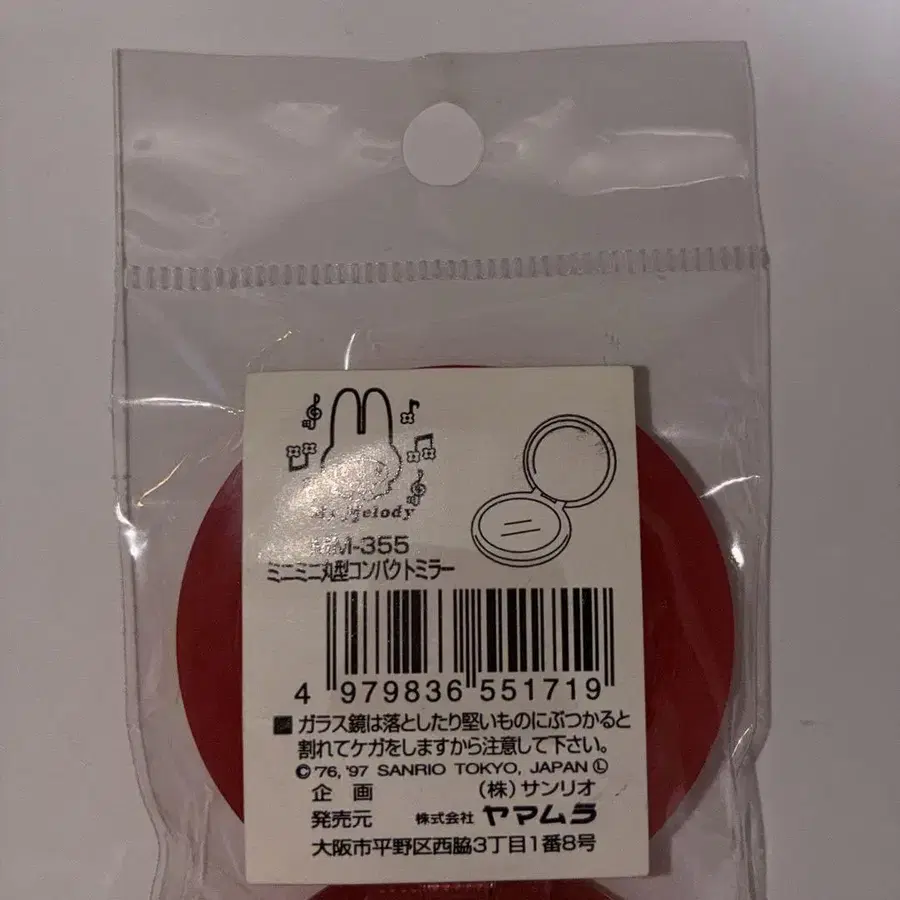 My Melody
MM-355
ミニミニ丸型コンパクトミラー
4 979836 551719
■ ガラス鏡は落としたり堅いものにぶつかると
割れてケガをしますから注意して下さい。
©'76, '97 SANRIO TOKYO, JAPAN Ⓛ
企 画 (株) サンリオ
発売元 株式会社 ヤマムラ
大阪市平野区西脇3丁目1番8号